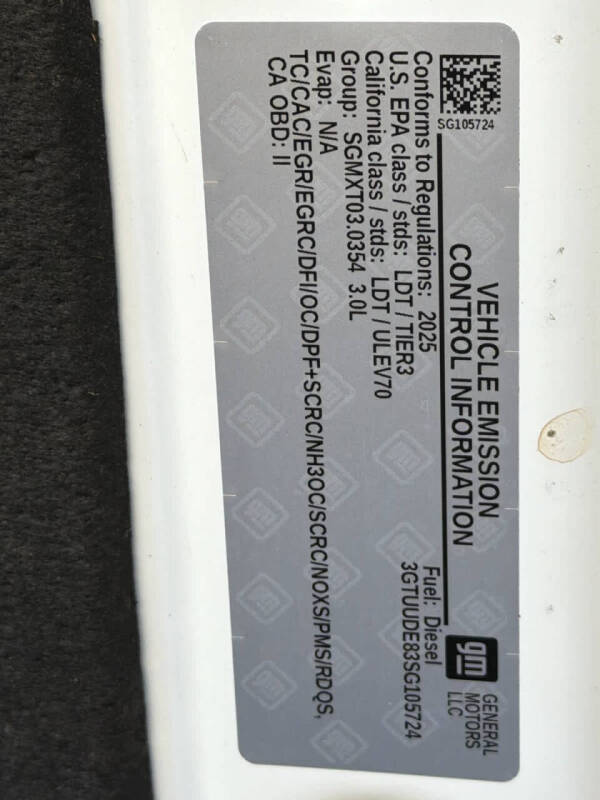 SG105724
VEHICLE EMISSION
CONTROL INFORMATION
gm
GENERAL
MOTORS
LLC
Conforms to Regulations: 2025
Fuel: Diesel
U.S. EPA class / stds: LDT / TIER3
3GTUUDE83SG105724
California class / stds: LDT / ULEV70
Group: SGMXT03.0354 3.0L
Evap: N/A
TC/CAC/EGR/EGRC/DFI/OC/DPF+SCRC/NH3OC/SCRC/NOXS/PMS/RDQS,
CA OBD: II